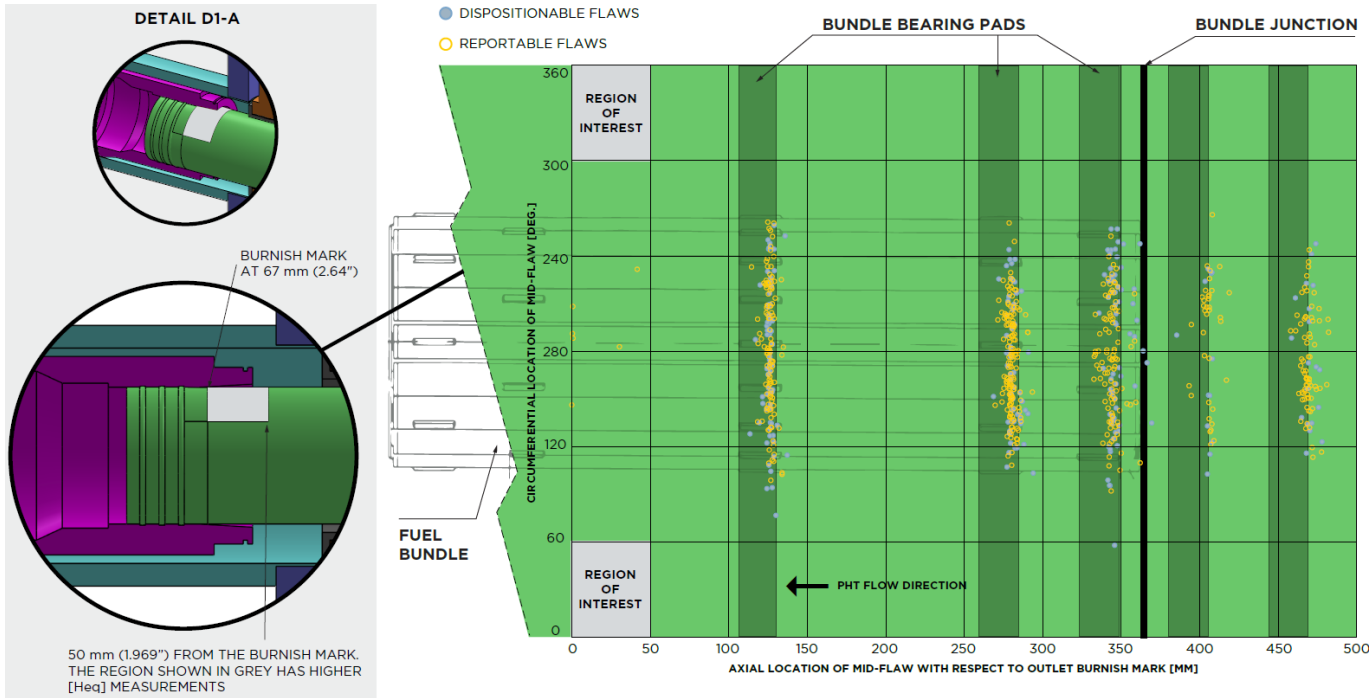 DETAIL D1-A
BURNISH MARK
AT 67 mm (2.64")
50 mm (1.969") FROM THE BURNISH MARK.
THE REGION SHOWN IN GREY HAS HIGHER
[Heq] MEASUREMENTS
DISPOSITIONABLE FLAWS
REPORTABLE FLAWS
BUNDLE BEARING PADS
BUNDLE JUNCTION
FUEL
BUNDLE
CIRCUMFERENTIAL LOCATION OF MID-FLAW [DEG.]
360
300
240
280
120
60
0
REGION
OF
INTEREST
REGION
OF
INTEREST
PHT FLOW DIRECTION
0
50
100
150
200
250
300
350
400
450
500
AXIAL LOCATION OF MID-FLAW WITH RESPECT TO OUTLET BURNISH MARK [MM]